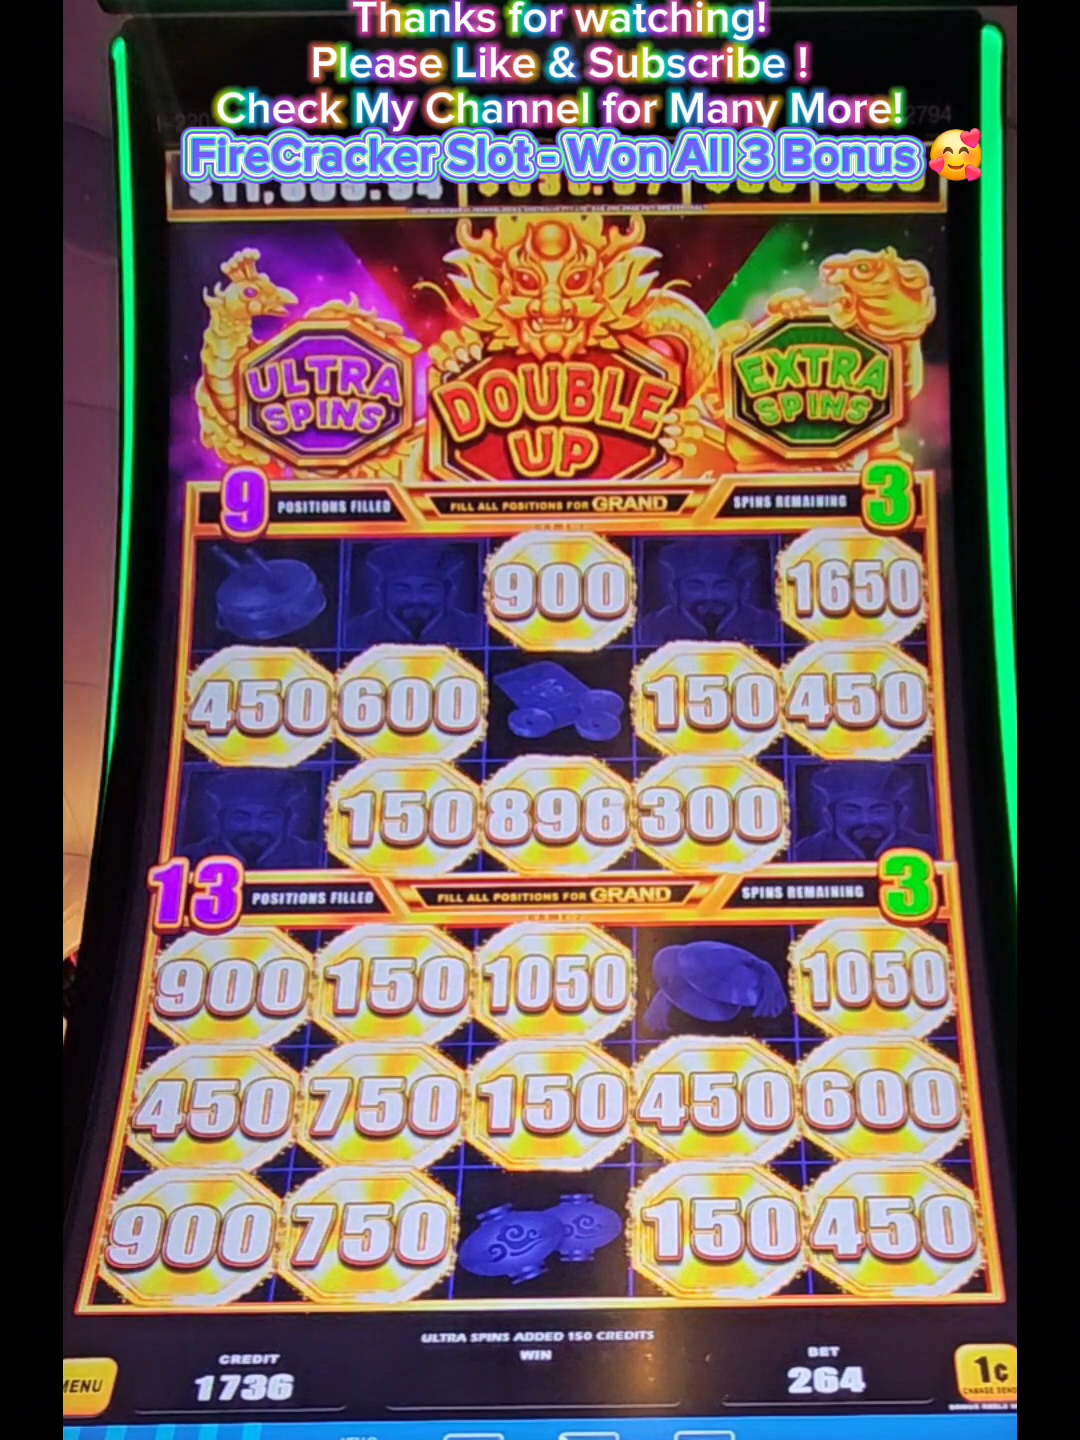 Thanks for watching!
Please Like & Subscribe !
Check My Channel for Many More!
FireCracker Slot - Won All 3 Bonus
ULTRA SPINS
DOUBLE UP
EXTRA SPINS
9 POSITIONS FILLED FILL ALL POSITIONS FOR GRAND SPINS REMAINING 3
900 1650
450 600 150 450
150 896 300
13 POSITIONS FILLED FILL ALL POSITIONS FOR GRAND SPINS REMAINING 3
900 150 1050 1050
450 750 150 450 600
900 750 150 450
ULTRA SPINS ADDED 150 CREDITS
WIN
MENU
CREDIT
1736
BET
264
1¢